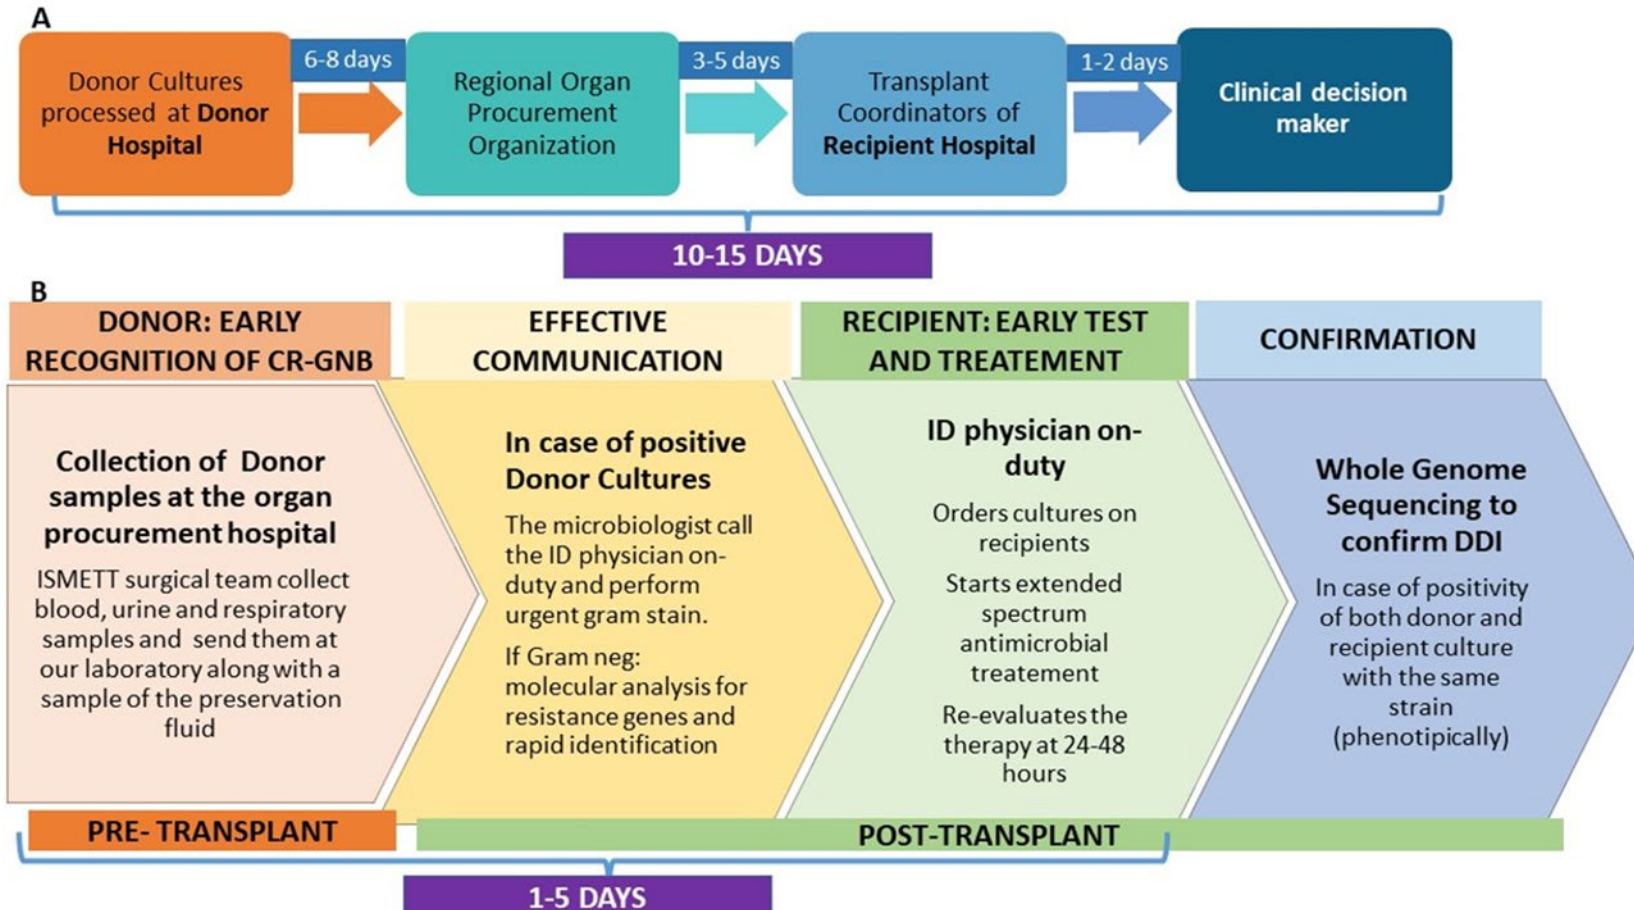 A
Donor Cultures
processed at Donor
Hospital
6-8 days
Regional Organ
Procurement
Organization
3-5 days
Transplant
Coordinators of
Recipient Hospital
1-2 days
Clinical decision
maker
10-15 DAYS
B
DONOR: EARLY
RECOGNITION OF CR-GNB
Collection of Donor
samples at the organ
procurement hospital
ISMETT surgical team collect
blood, urine and respiratory
samples and send them at
our laboratory along with a
sample of the preservation
fluid
EFFECTIVE
COMMUNICATION
In case of positive
Donor Cultures
The microbiologist call
the ID physician on-
duty and perform
urgent gram stain.
If Gram neg:
molecular analysis for
resistance genes and
rapid identification
RECIPIENT: EARLY TEST
AND TREATEMENT
ID physician on-
duty
Orders cultures on
recipients
Starts extended
spectrum
antimicrobial
treatement
Re-evaluates the
therapy at 24-48
hours
CONFIRMATION
Whole Genome
Sequencing to
confirm DDI
In case of positivity
of both donor and
recipient culture
with the same
strain
(phenotipically)
PRE- TRANSPLANT
POST-TRANSPLANT
1-5 DAYS